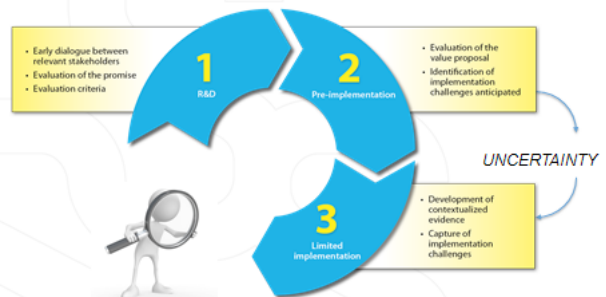 • Early dialogue between
relevant stakeholders
• Evaluation of the promise
• Evaluation criteria
1
R&D
2
Pre-implementation
• Evaluation of the
value proposal
• Identification of
implementation
challenges anticipated
UNCERTAINTY
3
Limited
implementation
• Development of
contextualized
evidence
• Capture of
implementation
challenges